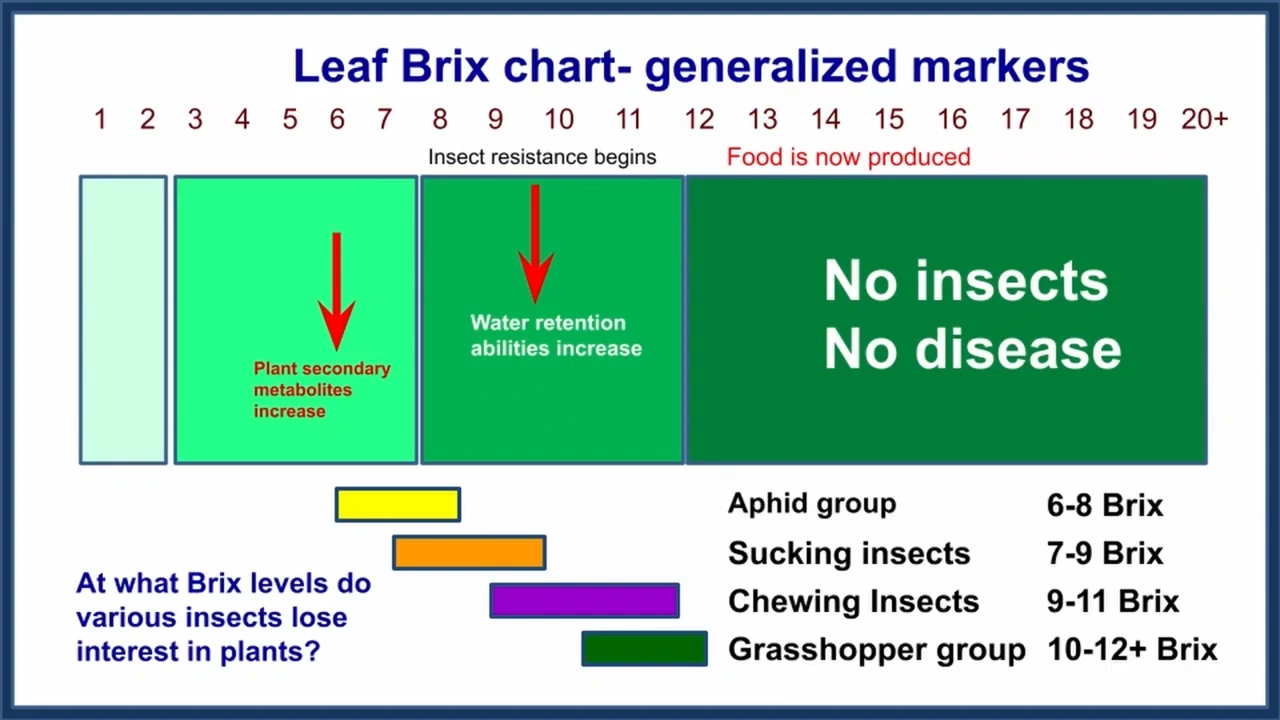 Leaf Brix chart- generalized markers
1 2 3 4 5 6 7 8 9 10 11 12 13 14 15 16 17 18 19 20+
Insect resistance begins Food is now produced
No insects
No disease
Water retention
abilities increase
Plant secondary
metabolites
increase
Aphid group 6-8 Brix
Sucking insects 7-9 Brix
Chewing Insects 9-11 Brix
Grasshopper group 10-12+ Brix
At what Brix levels do
various insects lose
interest in plants?